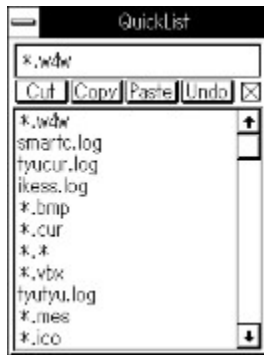 QuickList
*.w4w
Cut Copy Paste Undo
*.w4w
smartc.log
tyucur.log
ikess.log
*.bmp
*.cur
*.*
*.vbx
tyutyu.log
*.mes
*.ico